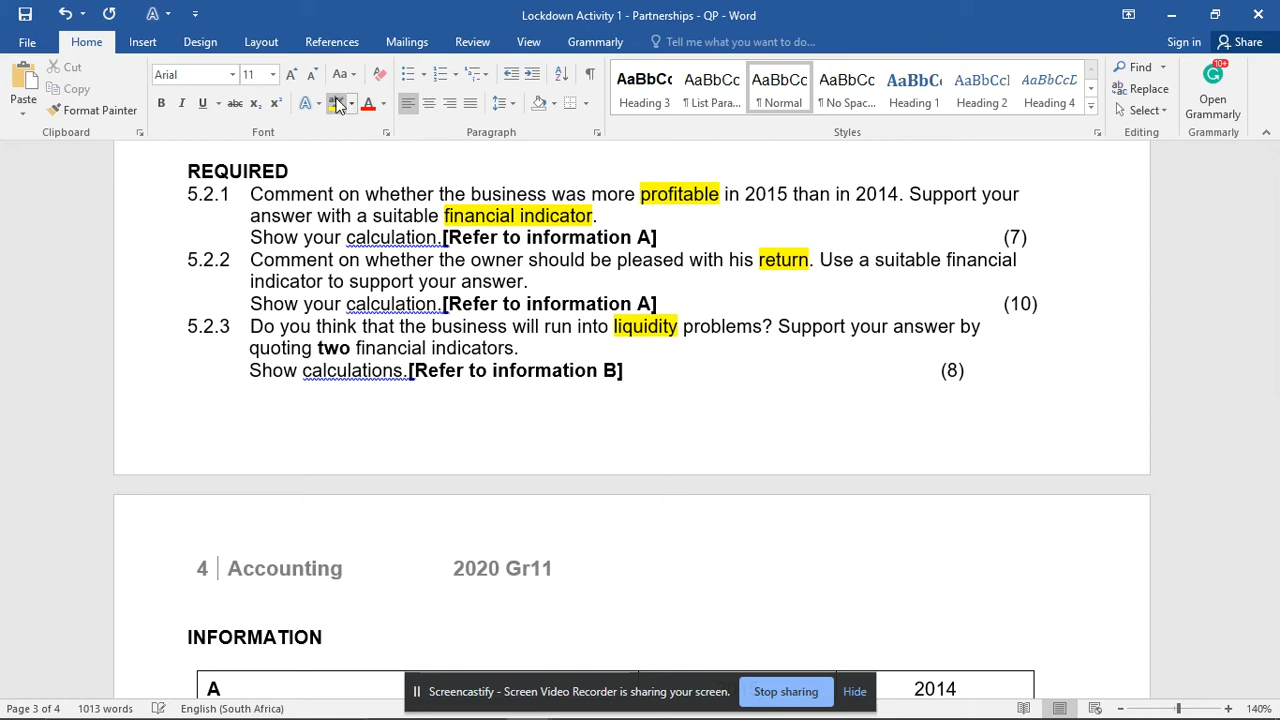 Lockdown Activity 1 - Partnerships - QP - Word
File Home Insert Design Layout References Mailings Review View Grammarly Tell me what you want to do... Sign in Share
Paste Cut Copy Format Painter
Clipboard
Arial 11 Aa
B I U abc x₂ x² A ab A
Font
Paragraph
AaBbCc AaBbCc AaBbCc AaBbCc AaBbC AaBbCc AaBbCcD
Heading 3 ¶ List Para... ¶ Normal ¶ No Spac... Heading 1 Heading 2 Heading 4
Styles
Find
Replace
Select
Editing
10+
Open Grammarly
Grammarly
REQUIRED
5.2.1 Comment on whether the business was more profitable in 2015 than in 2014. Support your
answer with a suitable financial indicator.
Show your calculation.[Refer to information A] (7)
5.2.2 Comment on whether the owner should be pleased with his return. Use a suitable financial
indicator to support your answer.
Show your calculation.[Refer to information A] (10)
5.2.3 Do you think that the business will run into liquidity problems? Support your answer by
quoting two financial indicators.
Show calculations.[Refer to information B] (8)
4 Accounting 2020 Gr11
INFORMATION
A 2014
Screencastify - Screen Video Recorder is sharing your screen. Stop sharing Hide
Page 3 of 4 1013 words English (South Africa) 140%